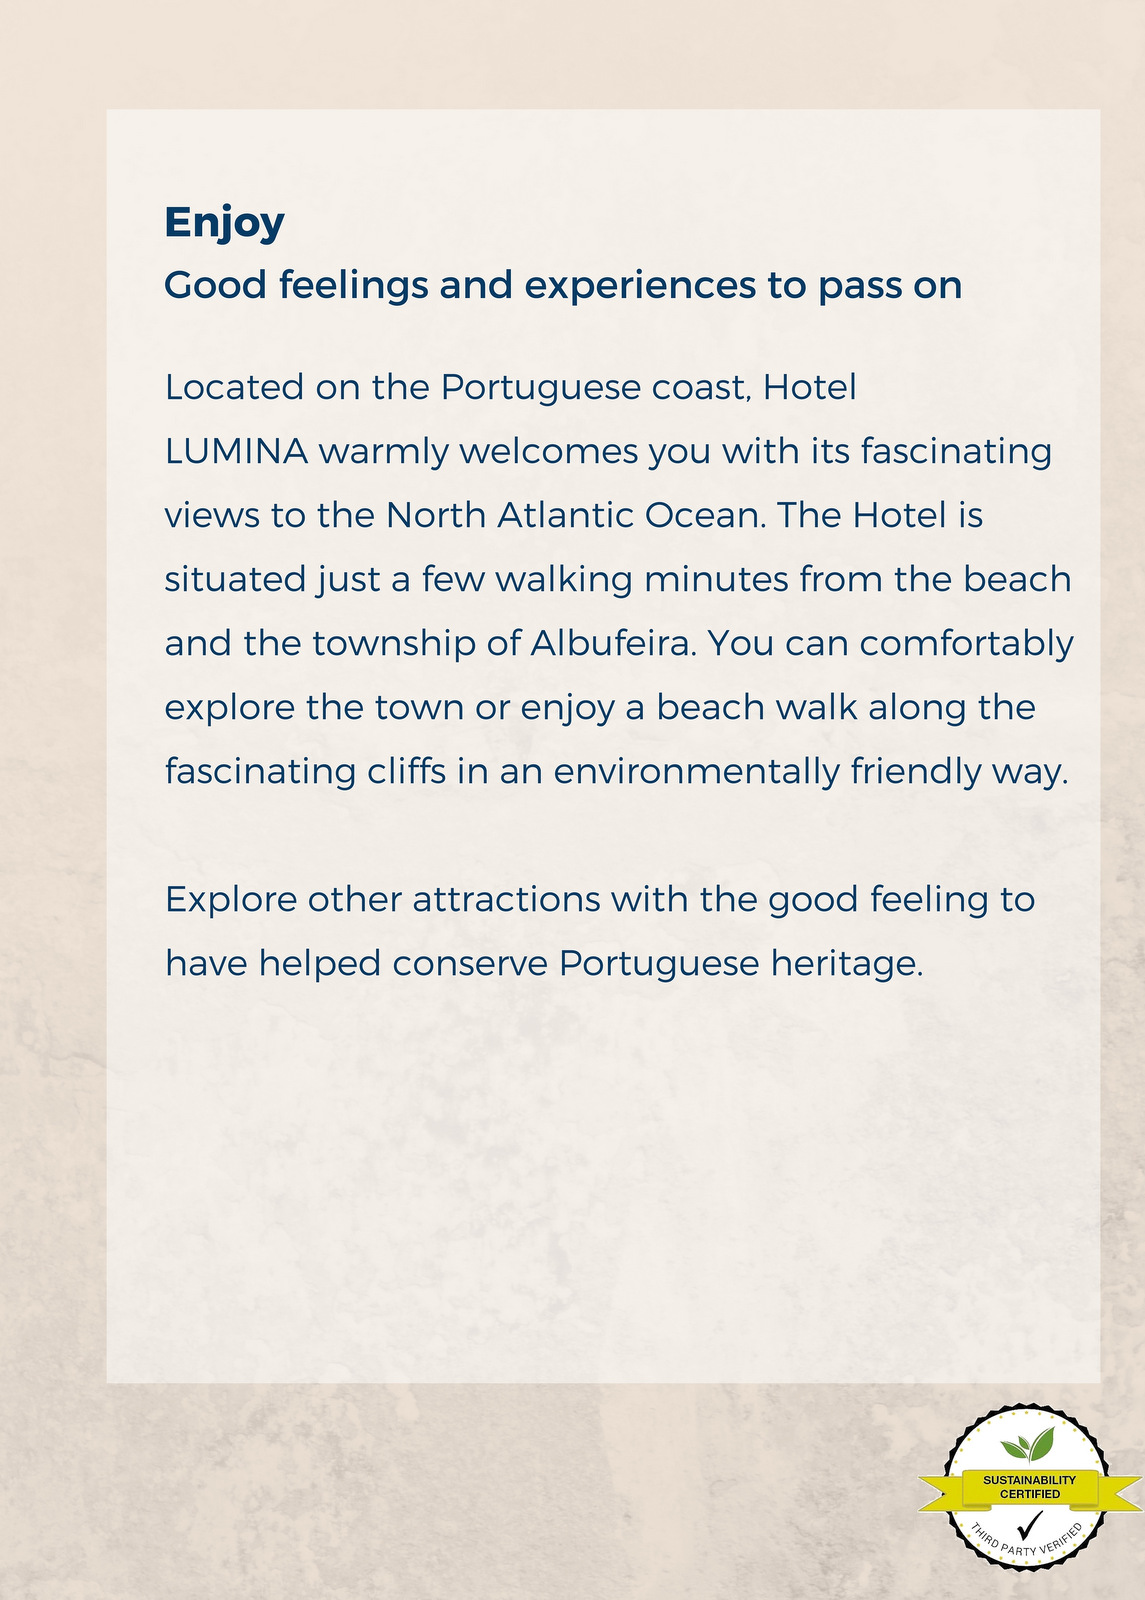 Enjoy
Good feelings and experiences to pass on
Located on the Portuguese coast, Hotel
LUMINA warmly welcomes you with its fascinating
views to the North Atlantic Ocean. The Hotel is
situated just a few walking minutes from the beach
and the township of Albufeira. You can comfortably
explore the town or enjoy a beach walk along the
fascinating cliffs in an environmentally friendly way.
Explore other attractions with the good feeling to
have helped conserve Portuguese heritage.
SUSTAINABILITY
CERTIFIED
THIRD PARTY VERIFIED